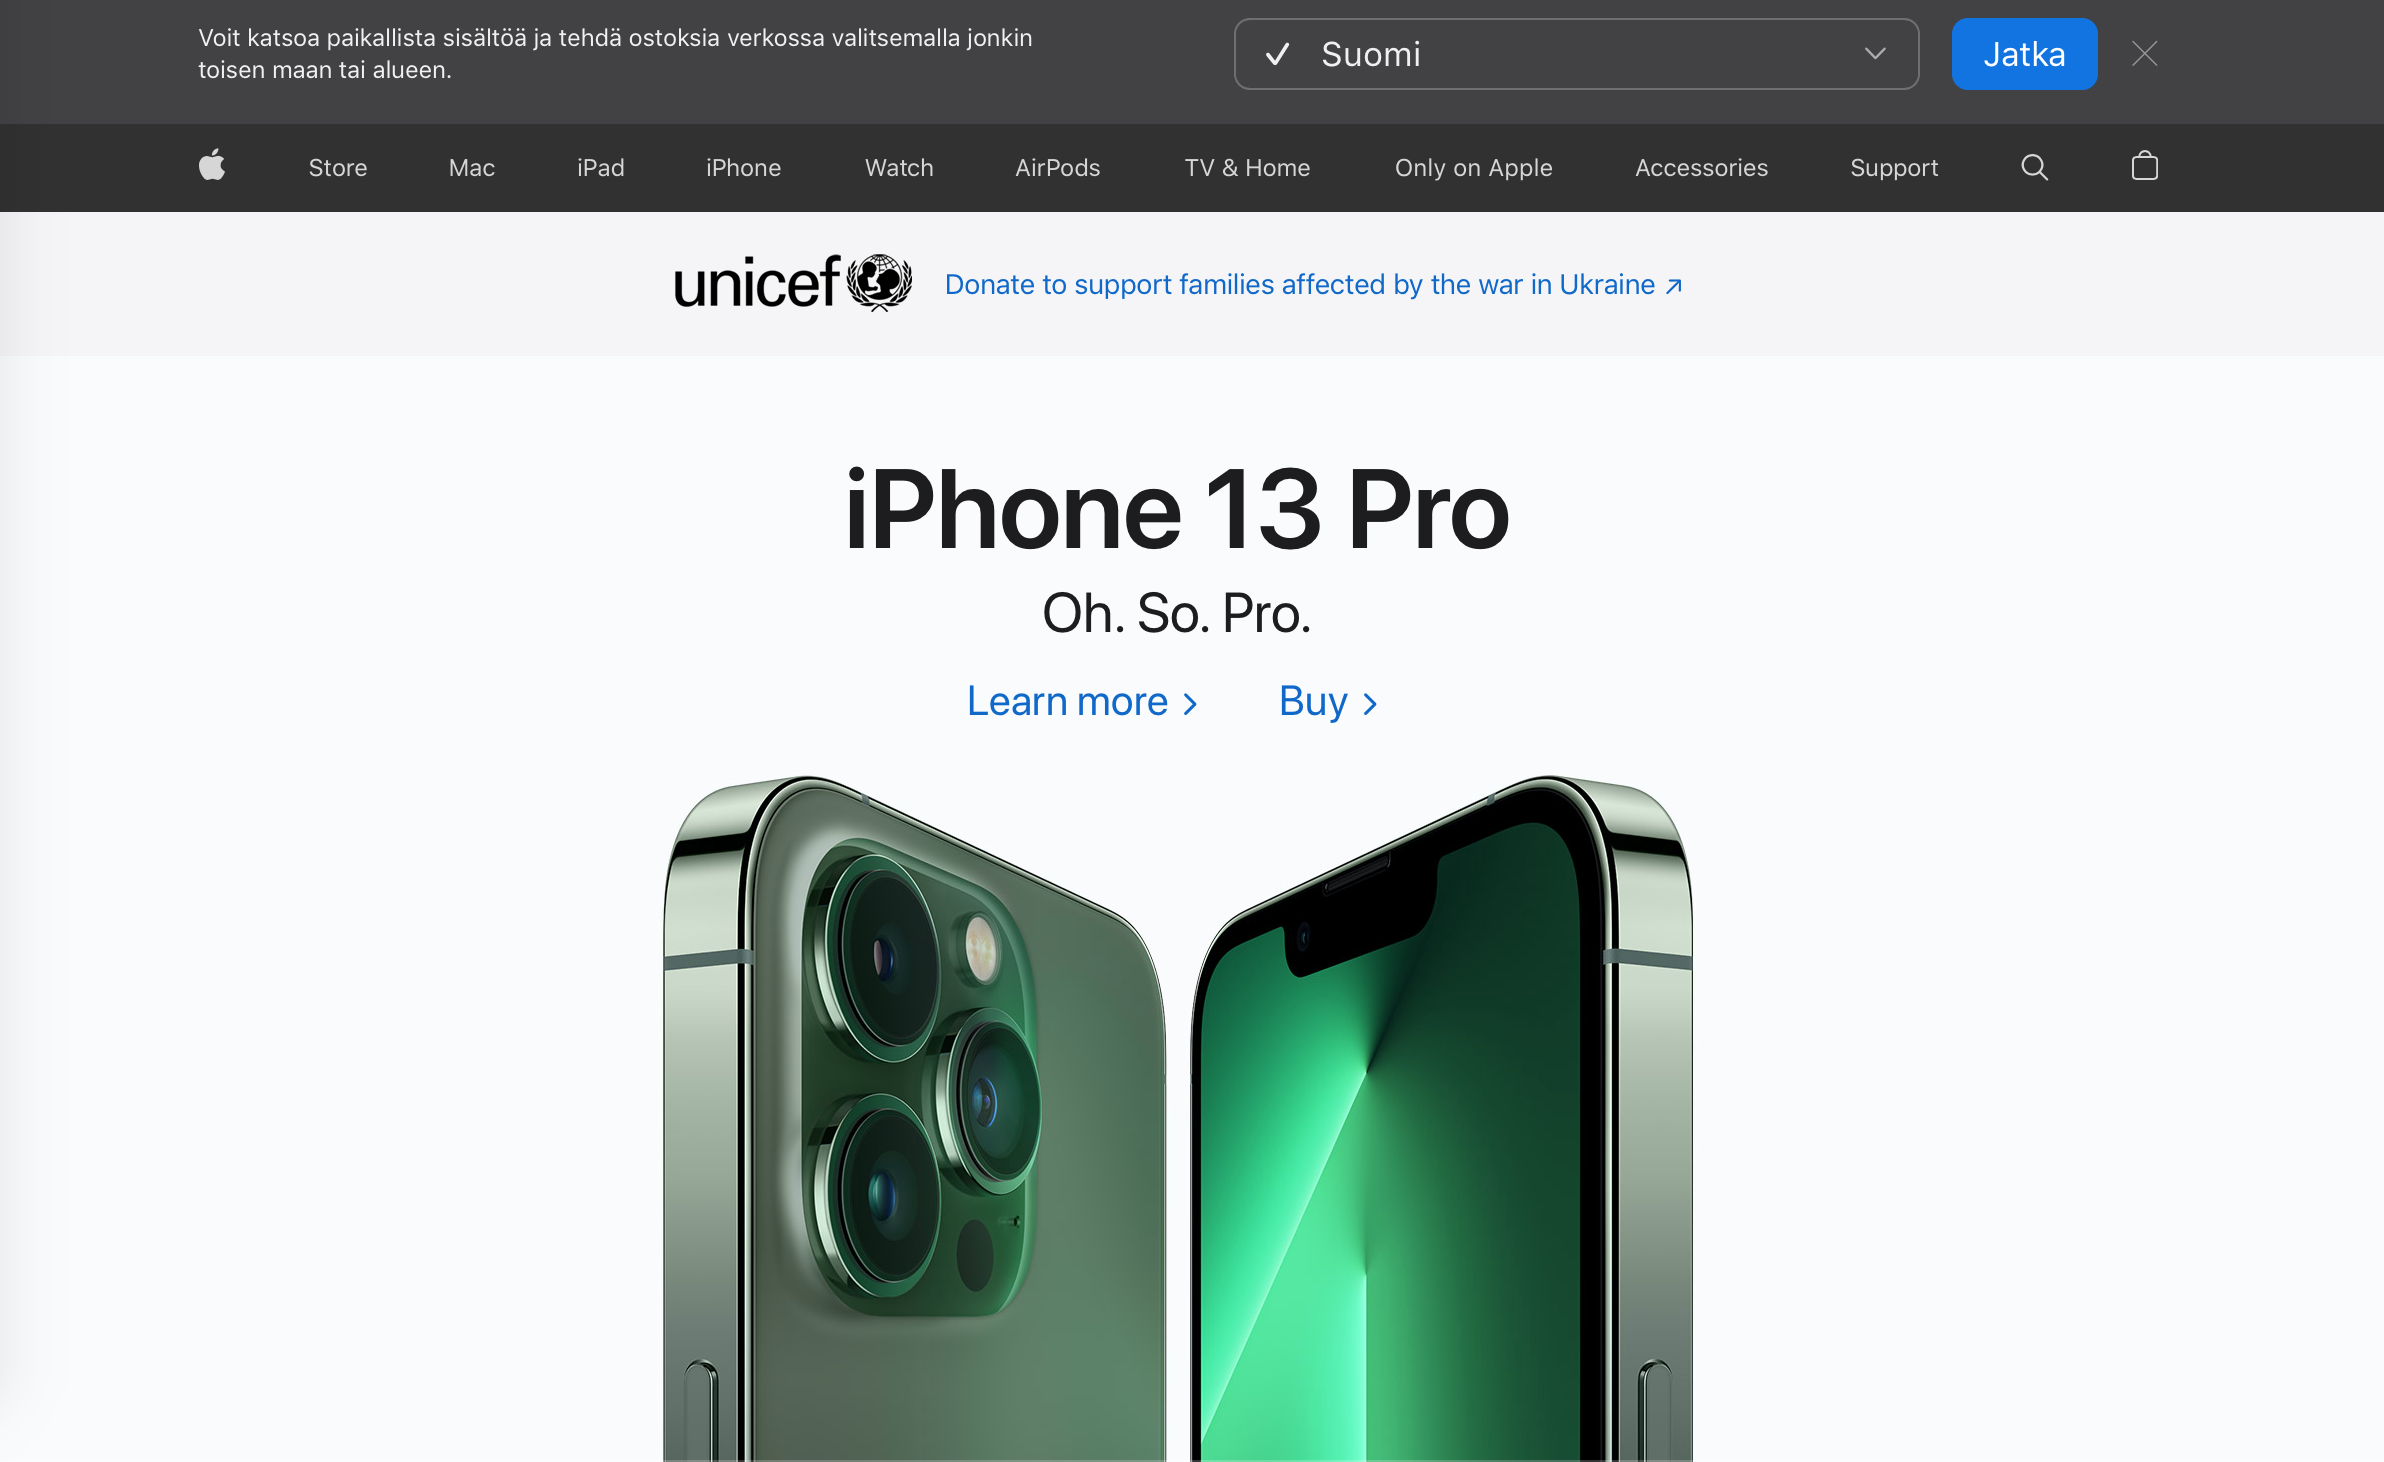 Voit katsoa paikallista sisältöä ja tehdä ostoksia verkossa valitsemalla jonkin
toisen maan tai alueen.
Suomi
Jatka
Store Mac iPad iPhone Watch AirPods TV & Home Only on Apple Accessories Support
unicef
Donate to support families affected by the war in Ukraine
iPhone 13 Pro
Oh. So. Pro.
Learn more
Buy